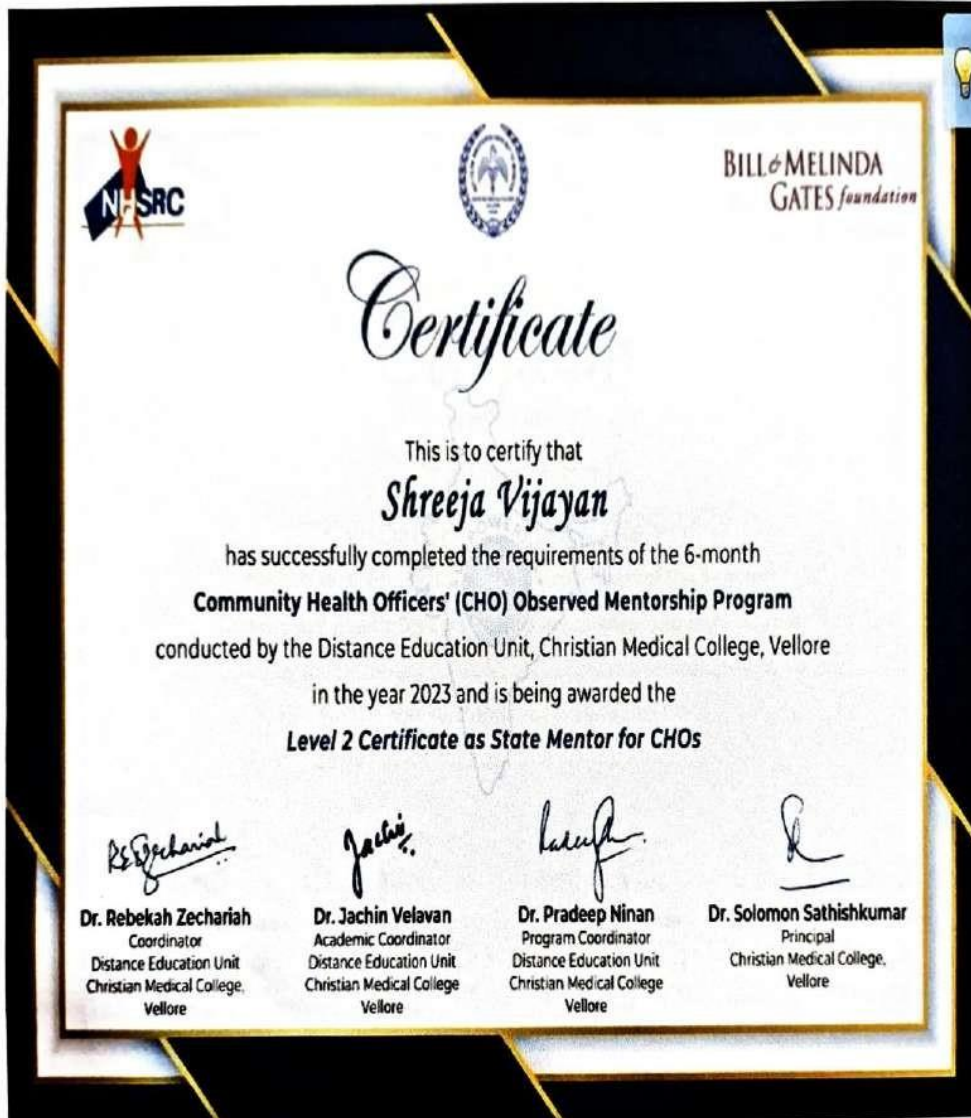 NHSRC
BILL & MELINDA
GATES foundation
Certificate
This is to certify that
Shreeja Vijayan
has successfully completed the requirements of the 6-month
Community Health Officers' (CHO) Observed Mentorship Program
conducted by the Distance Education Unit, Christian Medical College, Vellore
in the year 2023 and is being awarded the
Level 2 Certificate as State Mentor for CHOs
Dr. Rebekah Zechariah
Coordinator
Distance Education Unit
Christian Medical College,
Vellore
Dr. Jachin Velavan
Academic Coordinator
Distance Education Unit
Christian Medical College
Vellore
Dr. Pradeep Ninan
Program Coordinator
Distance Education Unit
Christian Medical College
Vellore
Dr. Solomon Sathishkumar
Principal
Christian Medical College,
Vellore